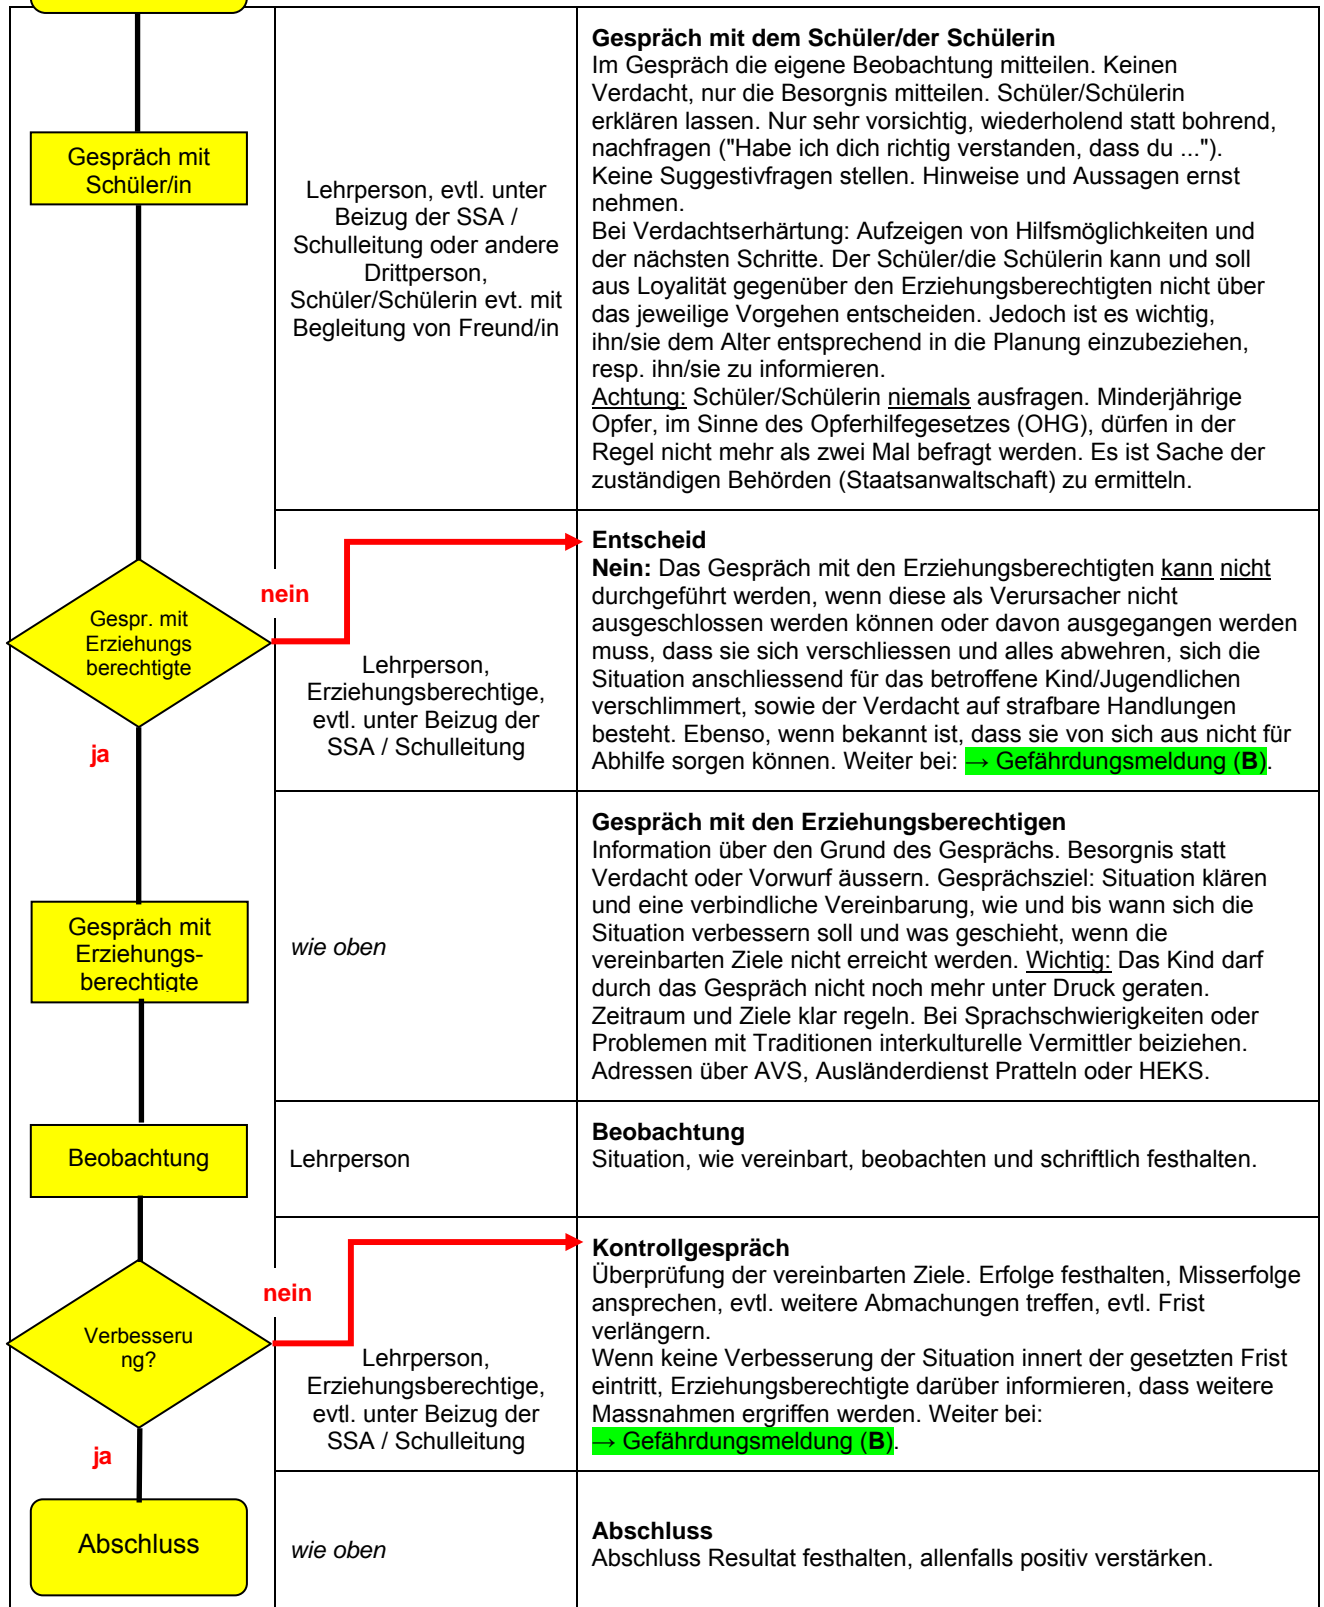 Gespräch mit
Schüler/in
Lehrperson, evtl. unter
Beizug der SSA /
Schulleitung oder andere
Drittperson,
Schüler/Schülerin evt. mit
Begleitung von Freund/in
Gespräch mit dem Schüler/der Schülerin
Im Gespräch die eigene Beobachtung mitteilen. Keinen
Verdacht, nur die Besorgnis mitteilen. Schüler/Schülerin
erklären lassen. Nur sehr vorsichtig, wiederholend statt bohrend,
nachfragen ("Habe ich dich richtig verstanden, dass du ...").
Keine Suggestivfragen stellen. Hinweise und Aussagen ernst
nehmen.
Bei Verdachtserhärtung: Aufzeigen von Hilfsmöglichkeiten und
der nächsten Schritte. Der Schüler/die Schülerin kann und soll
aus Loyalität gegenüber den Erziehungsberechtigten nicht über
das jeweilige Vorgehen entscheiden. Jedoch ist es wichtig,
ihn/sie dem Alter entsprechend in die Planung einzubeziehen,
resp. ihn/sie zu informieren.
Achtung: Schüler/Schülerin niemals ausfragen. Minderjährige
Opfer, im Sinne des Opferhilfegesetzes (OHG), dürfen in der
Regel nicht mehr als zwei Mal befragt werden. Es ist Sache der
zuständigen Behörden (Staatsanwaltschaft) zu ermitteln.
Gespr. mit
Erziehungs
berechtigte
nein
ja
Lehrperson,
Erziehungsberechtige,
evtl. unter Beizug der
SSA / Schulleitung
Entscheid
Nein: Das Gespräch mit den Erziehungsberechtigten kann nicht
durchgeführt werden, wenn diese als Verursacher nicht
ausgeschlossen werden können oder davon ausgegangen werden
muss, dass sie sich verschliessen und alles abwehren, sich die
Situation anschliessend für das betroffene Kind/Jugendlichen
verschlimmert, sowie der Verdacht auf strafbare Handlungen
besteht. Ebenso, wenn bekannt ist, dass sie von sich aus nicht für
Abhilfe sorgen können. Weiter bei: → Gefährdungsmeldung (B).
Gespräch mit
Erziehungs-
berechtigte
wie oben
Gespräch mit den Erziehungsberechtigen
Information über den Grund des Gesprächs. Besorgnis statt
Verdacht oder Vorwurf äussern. Gesprächsziel: Situation klären
und eine verbindliche Vereinbarung, wie und bis wann sich die
Situation verbessern soll und was geschieht, wenn die
vereinbarten Ziele nicht erreicht werden. Wichtig: Das Kind darf
durch das Gespräch nicht noch mehr unter Druck geraten.
Zeitraum und Ziele klar regeln. Bei Sprachschwierigkeiten oder
Problemen mit Traditionen interkulturelle Vermittler beiziehen.
Adressen über AVS, Ausländerdienst Pratteln oder HEKS.
Beobachtung
Lehrperson
Beobachtung
Situation, wie vereinbart, beobachten und schriftlich festhalten.
Verbesseru
ng?
nein
ja
Lehrperson,
Erziehungsberechtige,
evtl. unter Beizug der
SSA / Schulleitung
Kontrollgespräch
Überprüfung der vereinbarten Ziele. Erfolge festhalten, Misserfolge
ansprechen, evtl. weitere Abmachungen treffen, evtl. Frist
verlängern.
Wenn keine Verbesserung der Situation innert der gesetzten Frist
eintritt, Erziehungsberechtigte darüber informieren, dass weitere
Massnahmen ergriffen werden. Weiter bei:
→ Gefährdungsmeldung (B).
Abschluss
wie oben
Abschluss
Abschluss Resultat festhalten, allenfalls positiv verstärken.